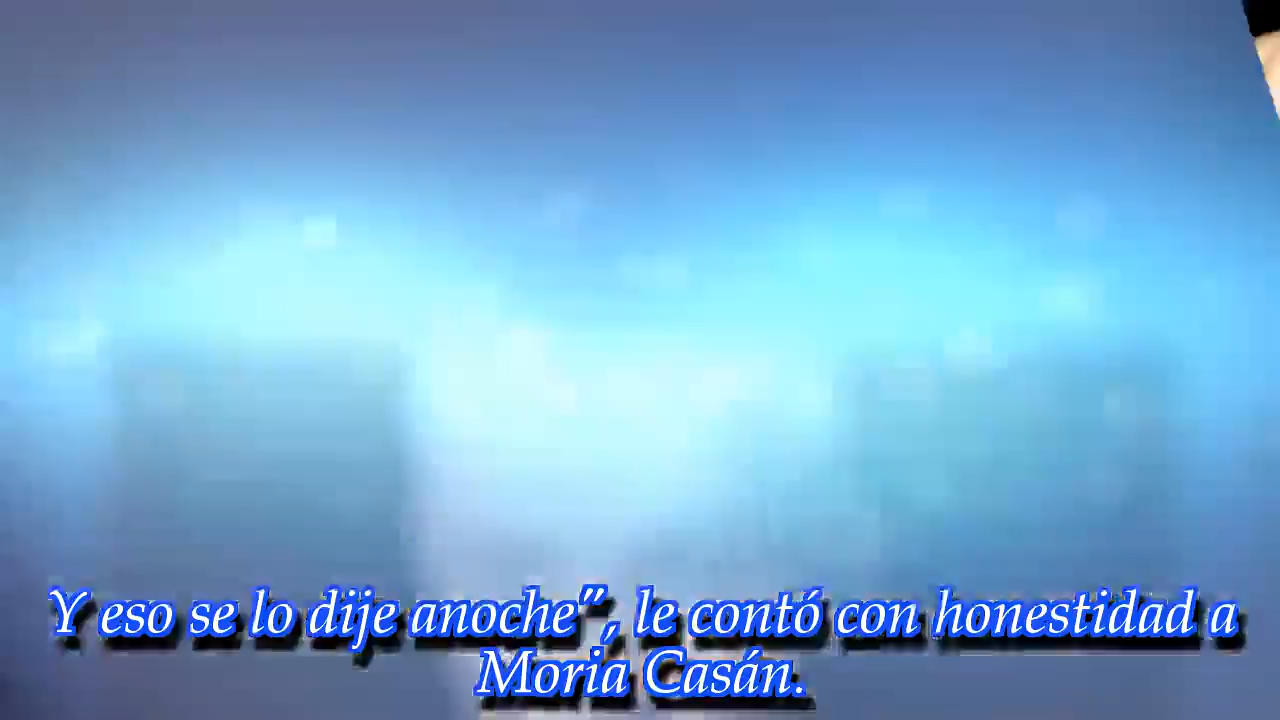 Y eso se lo dije anoche”, le contó con honestidad a
Moria Casán.